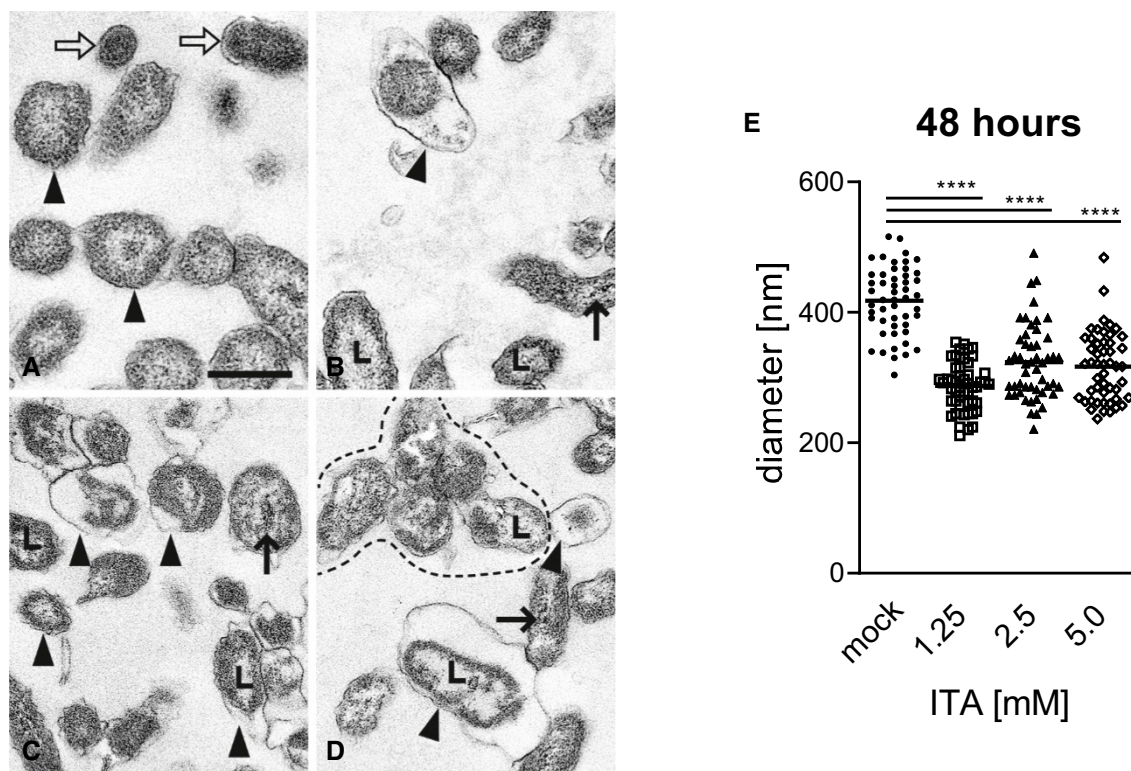 A
B
L
L
C
L
L
D
L
L
E
48 hours
****
****
****
600
400
200
0
diameter [nm]
mock
1.25
2.5
5.0
ITA [mM]